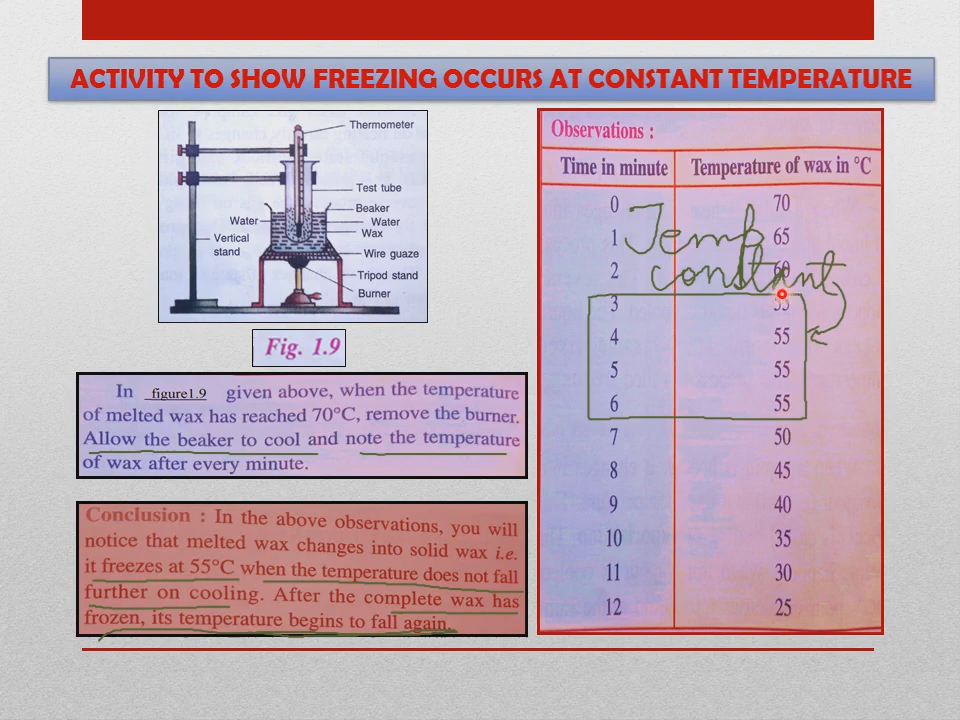 ACTIVITY TO SHOW FREEZING OCCURS AT CONSTANT TEMPERATURE
Thermometer
Test tube
Beaker
Water
Water
Wax
Vertical
stand
Wire guaze
Tripod stand
Burner
Fig. 1.9
In figure1.9 given above, when the temperature
of melted wax has reached 70°C, remove the burner.
Allow the beaker to cool and note the temperature
of wax after every minute.
Conclusion : In the above observations, you will
notice that melted wax changes into solid wax i.e.
it freezes at 55°C when the temperature does not fall
further on cooling. After the complete wax has
frozen, its temperature begins to fall again.
Observations :
Time in minute Temperature of wax in °C
0 70
1 65
2 60
3 55
4 55
5 55
6 55
7 50
8 45
9 40
10 35
11 30
12 25
Temp
constant